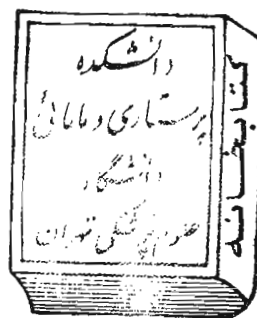 دانشکده
پرستاری و مامائی
دانشگاه
علوم پزشکی تهران
کتابخانه